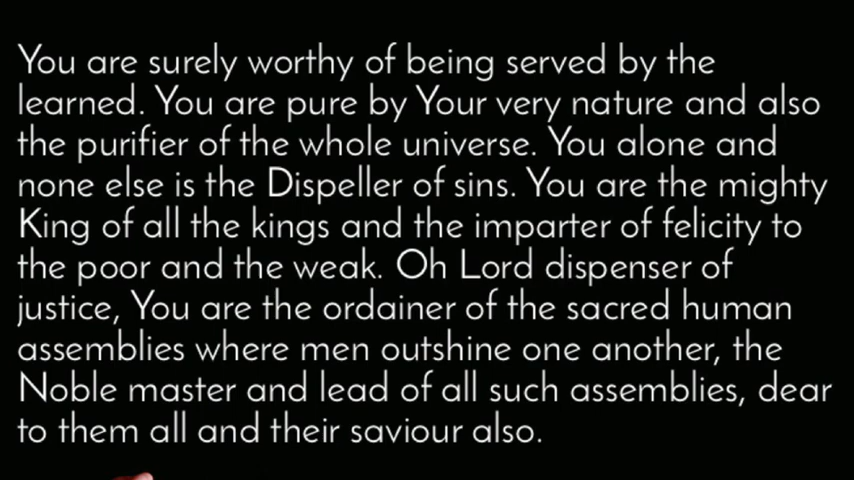 You are surely worthy of being served by the
learned. You are pure by Your very nature and also
the purifier of the whole universe. You alone and
none else is the Dispeller of sins. You are the mighty
King of all the kings and the imparter of felicity to
the poor and the weak. Oh Lord dispenser of
justice, You are the ordainer of the sacred human
assemblies where men outshine one another, the
Noble master and lead of all such assemblies, dear
to them all and their saviour also.